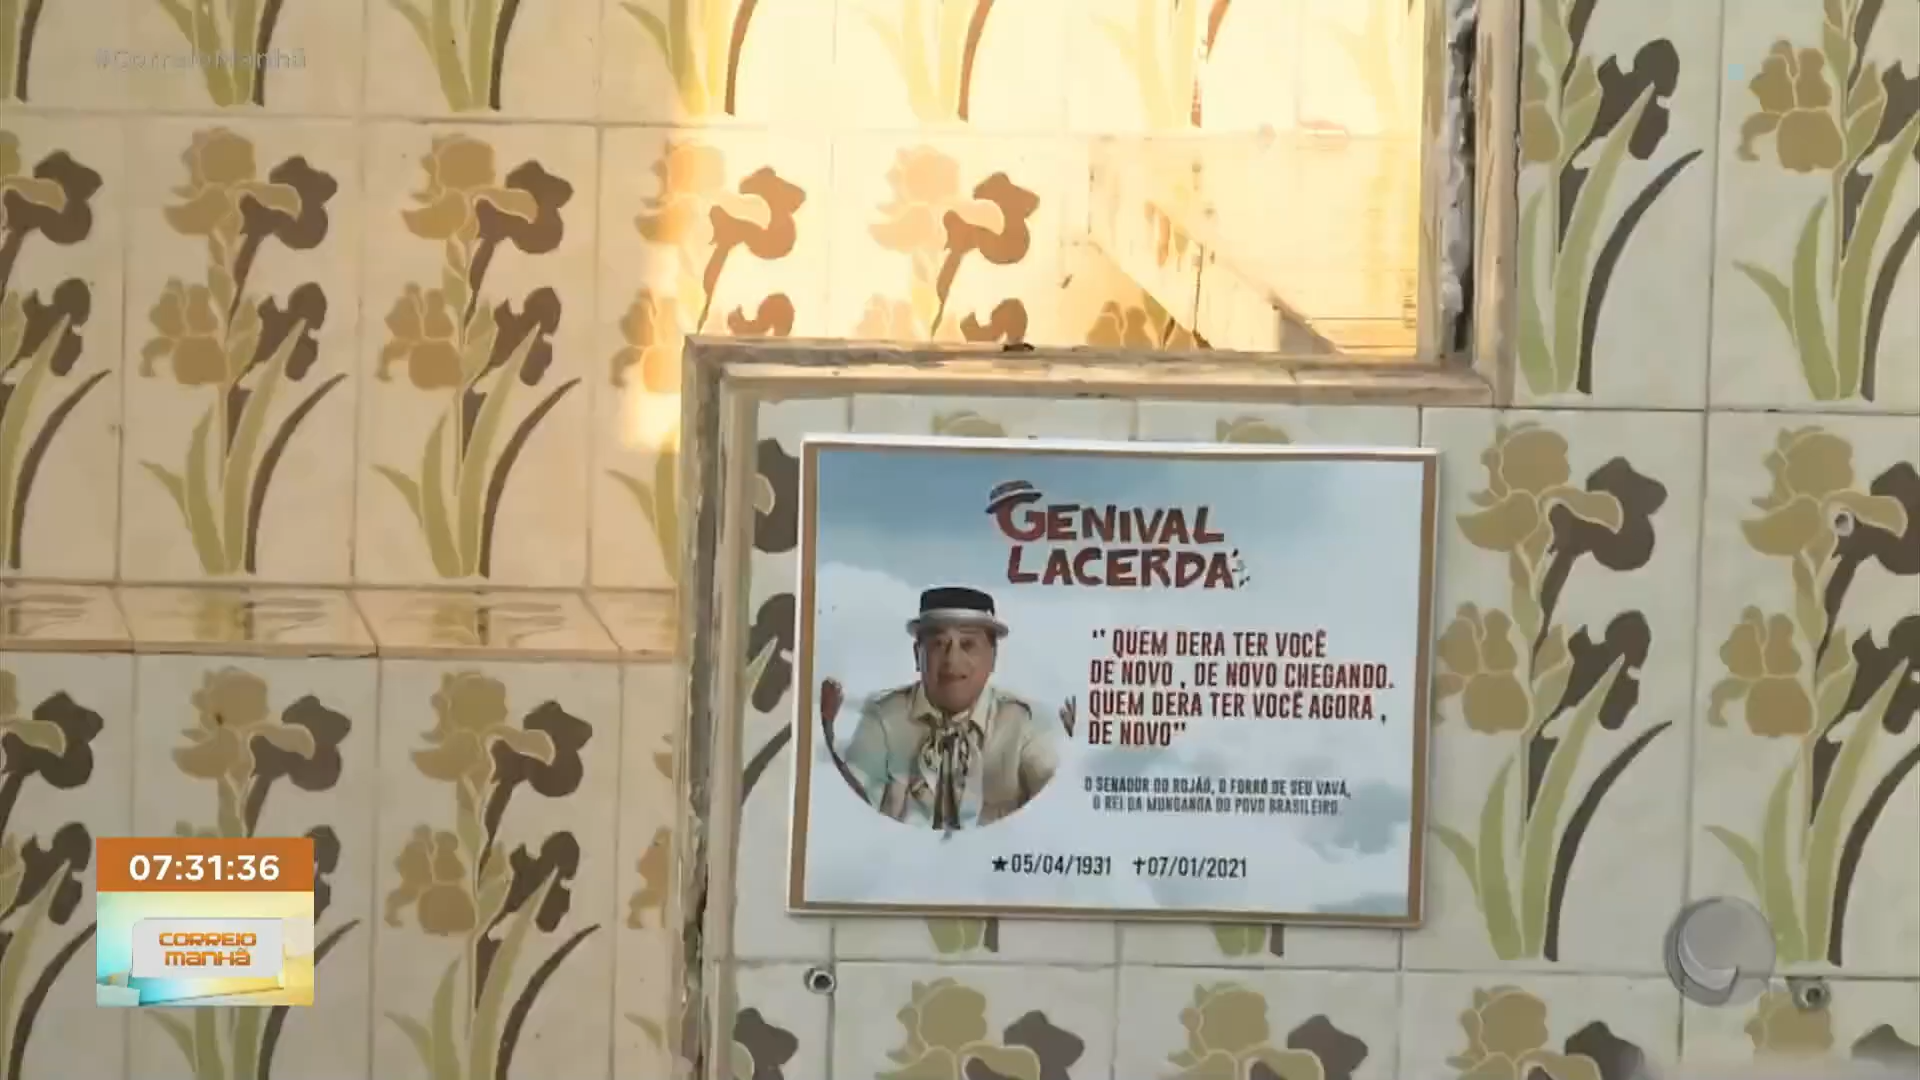 #CorreioManhã
GENIVAL
LACERDA
" QUEM DERA TER VOCÊ
DE NOVO , DE NOVO CHEGANDO.
QUEM DERA TER VOCÊ AGORA ,
DE NOVO"
O SENADOR DO ROJÃO, O FORRÓ DE SEU VAVÁ,
O REI DA MUNGANGA DO POVO BRASILEIRO.
★05/04/1931 ✝07/01/2021
07:31:36
CORREIO
MANHÃ